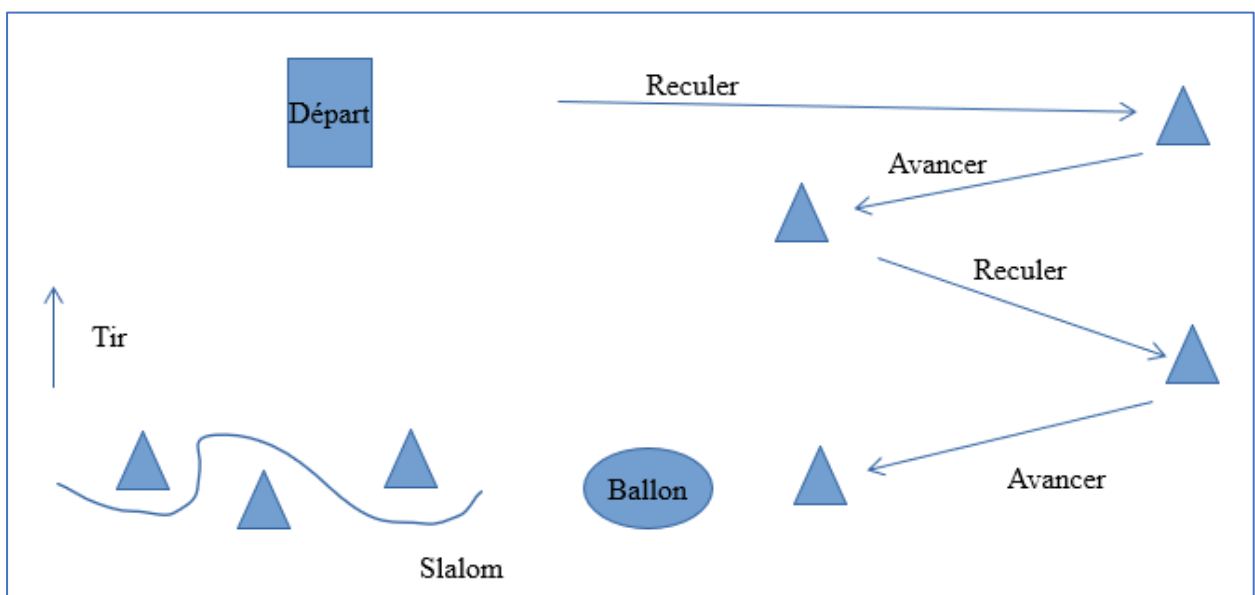 Reculer
Départ
Avancer
Reculer
Tir
Avancer
Ballon
Slalom